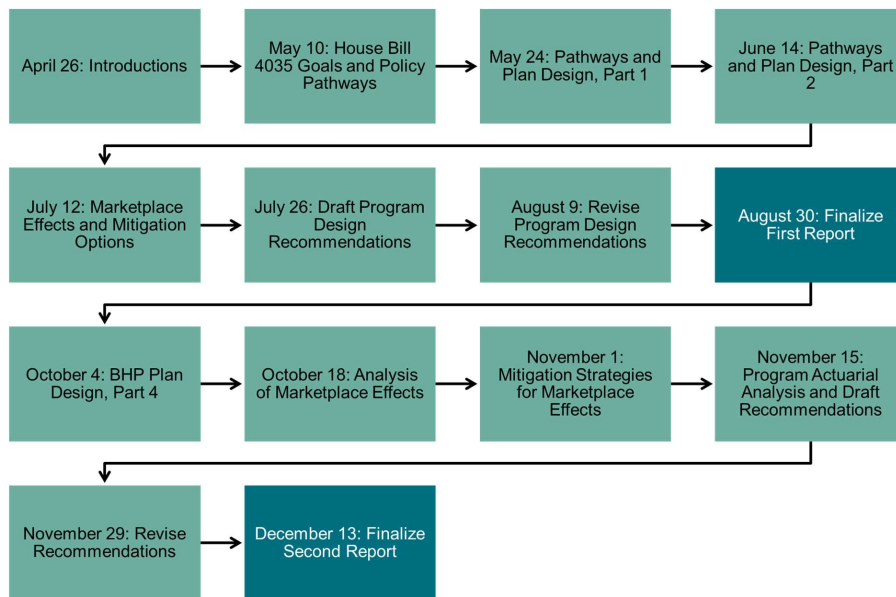 April 26: Introductions
May 10: House Bill
4035 Goals and Policy
Pathways
May 24: Pathways and
Plan Design, Part 1
June 14: Pathways
and Plan Design, Part
2
July 12: Marketplace
Effects and Mitigation
Options
July 26: Draft Program
Design
Recommendations
August 9: Revise
Program Design
Recommendations
August 30: Finalize
First Report
October 4: BHP Plan
Design, Part 4
October 18: Analysis
of Marketplace Effects
November 1:
Mitigation Strategies
for Marketplace
Effects
November 15:
Program Actuarial
Analysis and Draft
Recommendations
November 29: Revise
Recommendations
December 13: Finalize
Second Report